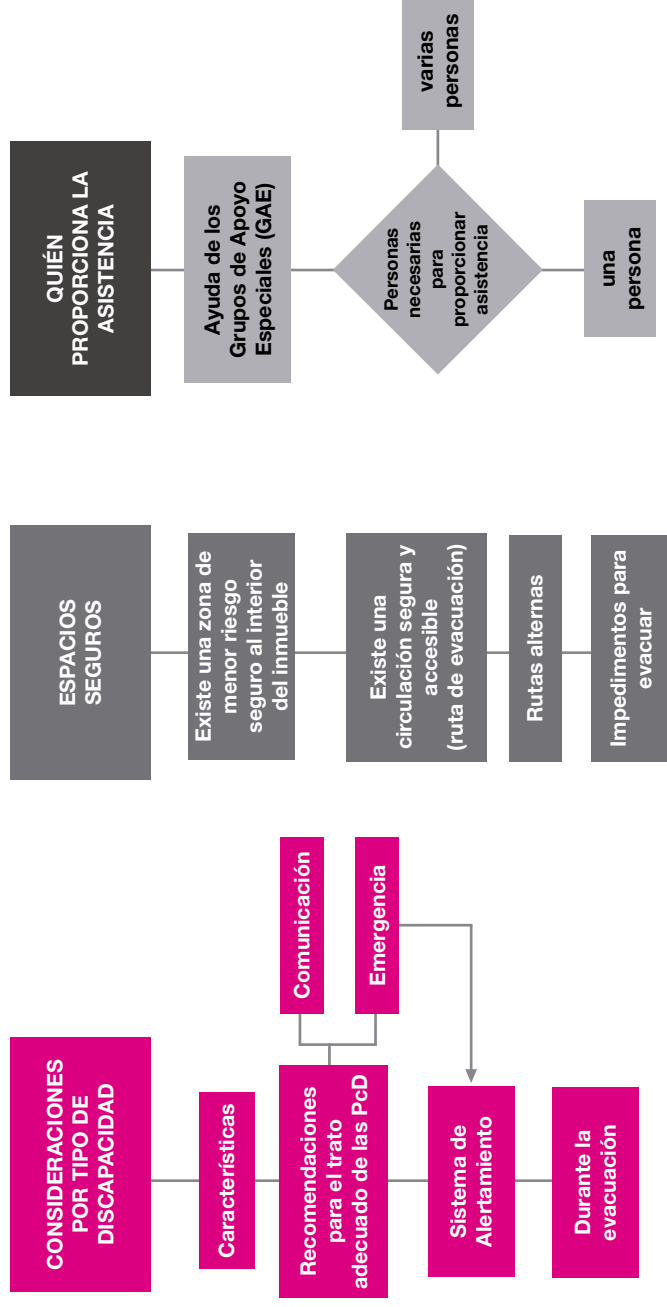 CONSIDERACIONES
POR TIPO DE
DISCAPACIDAD
Características
Recomendaciones
para el trato
adecuado de las PcD
Comunicación
Emergencia
Sistema de
Alertamiento
Durante la
evacuación
ESPACIOS
SEGUROS
Existe una zona de
menor riesgo
seguro al interior
del inmueble
Existe una
circulación segura y
accesible
(ruta de evacuación)
Rutas alternas
Impedimentos para
evacuar
QUIÉN
PROPORCIONA LA
ASISTENCIA
Ayuda de los
Grupos de Apoyo
Especiales (GAE)
Personas
necesarias
para
proporcionar
asistencia
varias
personas
una
persona